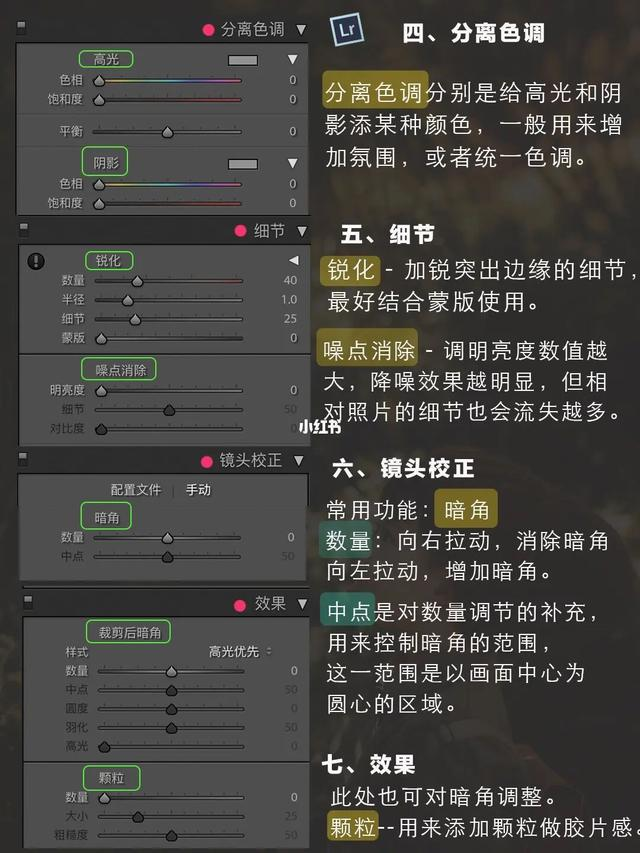 分离色调
高光
色相 0
饱和度 0
平衡 0
阴影
色相 0
饱和度 0
细节
锐化
数量 40
半径 1.0
细节 25
蒙版 0
噪点消除
明亮度 0
细节 50
对比度 0
镜头校正
配置文件 | 手动
暗角
数量 0
中点 50
效果
裁剪后暗角
样式 高光优先
数量 0
中点 50
圆度 0
羽化 50
高光 0
颗粒
数量 0
大小 25
粗糙度 50
Lr
四、分离色调
分离色调分别是给高光和阴
影添某种颜色，一般用来增
加氛围，或者统一色调。
五、细节
锐化 - 加锐突出边缘的细节，
最好结合蒙版使用。
噪点消除 - 调明亮度数值越
大，降噪效果越明显，但相
对照片的细节也会流失越多。
小红书
六、镜头校正
常用功能：暗角
数量：向右拉动，消除暗角
向左拉动，增加暗角。
中点是对数量调节的补充，
用来控制暗角的范围，
这一范围是以画面中心为
圆心的区域。
七、效果
此处也可对暗角调整。
颗粒--用来添加颗粒做胶片感。